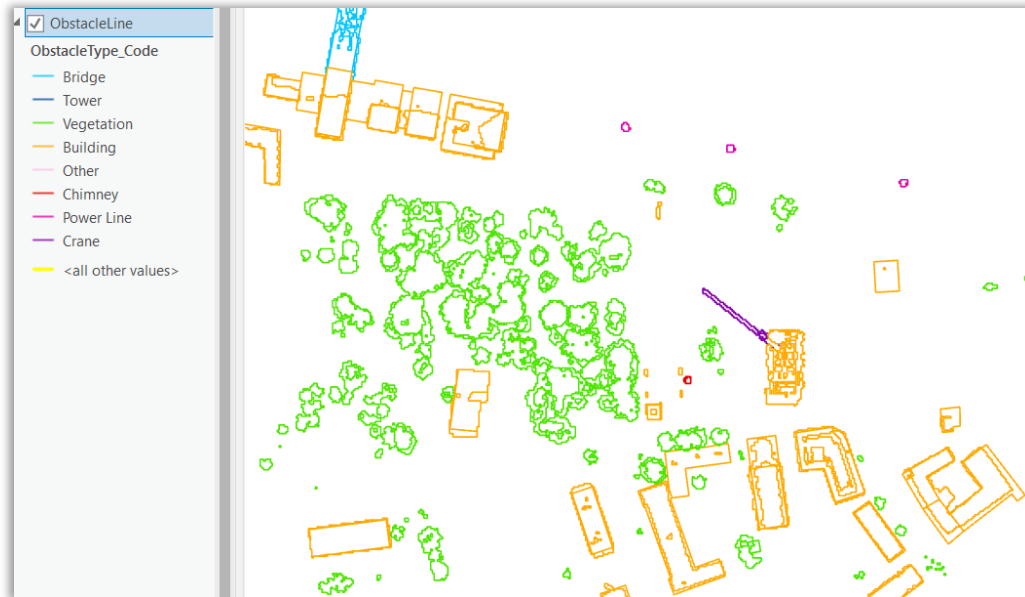 ObstacleLine
ObstacleType_Code
Bridge
Tower
Vegetation
Building
Other
Chimney
Power Line
Crane
<all other values>